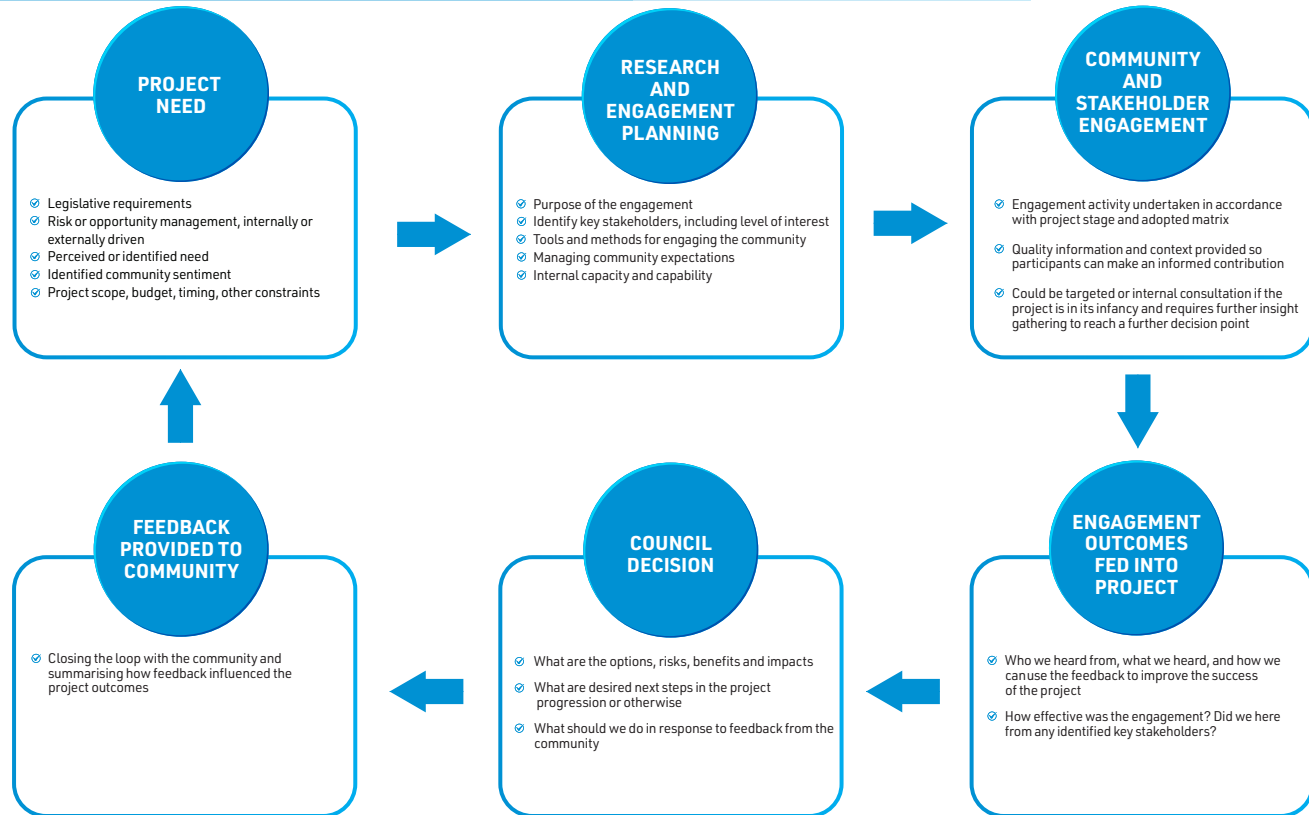 PROJECT
NEED
Legislative requirements
Risk or opportunity management, internally or
externally driven
Perceived or identified need
Identified community sentiment
Project scope, budget, timing, other constraints
RESEARCH
AND
ENGAGEMENT
PLANNING
Purpose of the engagement
Identify key stakeholders, including level of interest
Tools and methods for engaging the community
Managing community expectations
Internal capacity and capability
COMMUNITY
AND
STAKEHOLDER
ENGAGEMENT
Engagement activity undertaken in accordance
with project stage and adopted matrix
Quality information and context provided so
participants can make an informed contribution
Could be targeted or internal consultation if the
project is in its infancy and requires further insight
gathering to reach a further decision point
ENGAGEMENT
OUTCOMES
FED INTO
PROJECT
Who we heard from, what we heard, and how we
can use the feedback to improve the success
of the project
How effective was the engagement? Did we here
from any identified key stakeholders?
COUNCIL
DECISION
What are the options, risks, benefits and impacts
What are desired next steps in the project
progression or otherwise
What should we do in response to feedback from the
community
FEEDBACK
PROVIDED TO
COMMUNITY
Closing the loop with the community and
summarising how feedback influenced the
project outcomes